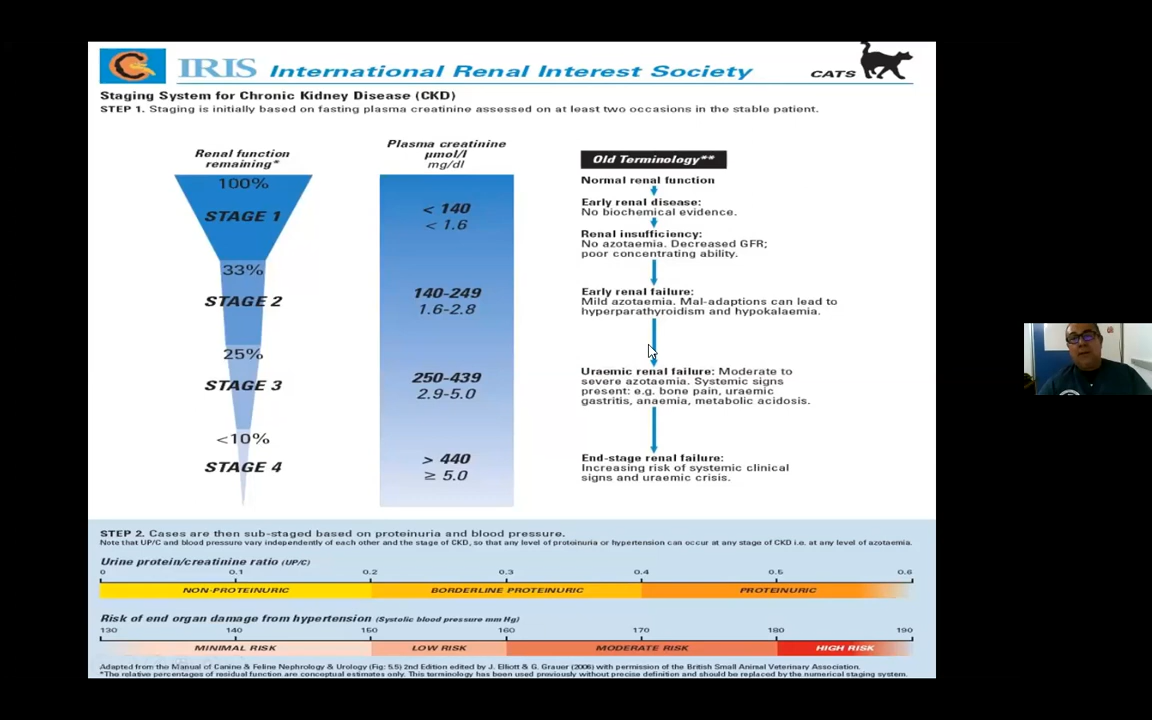 IRIS International Renal Interest Society
CATS
Staging System for Chronic Kidney Disease (CKD)
STEP 1. Staging is initially based on fasting plasma creatinine assessed on at least two occasions in the stable patient.
Renal function
remaining*
100%
STAGE 1
33%
STAGE 2
25%
STAGE 3
<10%
STAGE 4
Plasma creatinine
µmol/l
mg/dl
< 140
< 1.6
140-249
1.6-2.8
250-439
2.9-5.0
> 440
≥ 5.0
Old Terminology**
Normal renal function
Early renal disease:
No biochemical evidence.
Renal insufficiency:
No azotaemia. Decreased GFR;
poor concentrating ability.
Early renal failure:
Mild azotaemia. Mal-adaptions can lead to
hyperparathyroidism and hypokalaemia.
Uraemic renal failure: Moderate to
severe azotaemia. Systemic signs
present: e.g. bone pain, uraemic
gastritis, anaemia, metabolic acidosis.
End-stage renal failure:
Increasing risk of systemic clinical
signs and uraemic crisis.
STEP 2. Cases are then sub-staged based on proteinuria and blood pressure.
Note that UP/C and blood pressure vary independently of each other and the stage of CKD, so that any level of proteinuria or hypertension can occur at any stage of CKD i.e. at any level of azotaemia.
Urine protein/creatinine ratio (UP/C)
0 0.1 0.2 0.3 0.4 0.5 0.6
NON-PROTEINURIC BORDERLINE PROTEINURIC PROTEINURIC
Risk of end organ damage from hypertension (Systolic blood pressure mm Hg)
130 140 150 160 170 180 190
MINIMAL RISK LOW RISK MODERATE RISK HIGH RISK
Adapted from the Manual of Canine & Feline Nephrology & Urology (Fig: 5.5) 2nd Edition edited by J. Elliott & G. Grauer (2006) with permission of the British Small Animal Veterinary Association.
*The relative percentages of residual function are conceptual estimates only. This terminology has been used previously without precise definition and should be replaced by the numerical staging system.